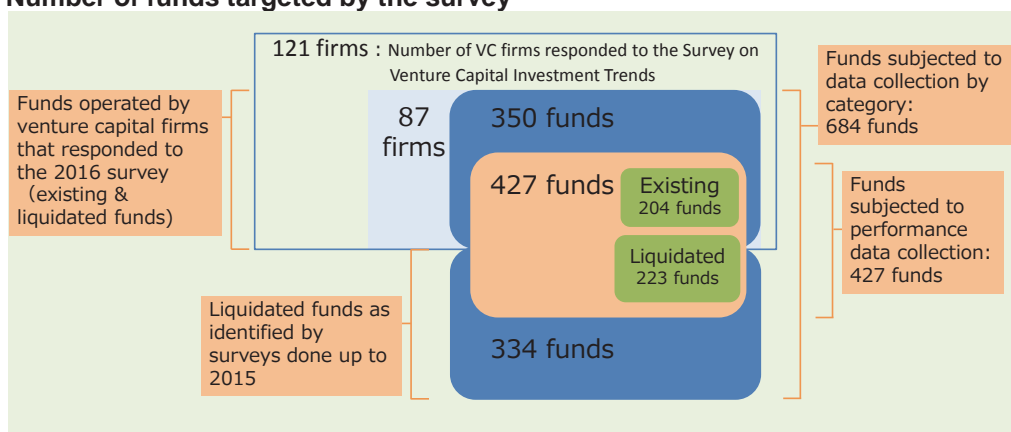 Number of funds targeted by the survey
121 firms : Number of VC firms responded to the Survey on
Venture Capital Investment Trends
Funds operated by
venture capital firms
that responded to
the 2016 survey
（existing &
liquidated funds)
87
firms
350 funds
427 funds
Existing
204 funds
Liquidated
223 funds
334 funds
Liquidated funds as
identified by
surveys done up to
2015
Funds subjected to
data collection by
category:
684 funds
Funds
subjected to
performance
data collection:
427 funds